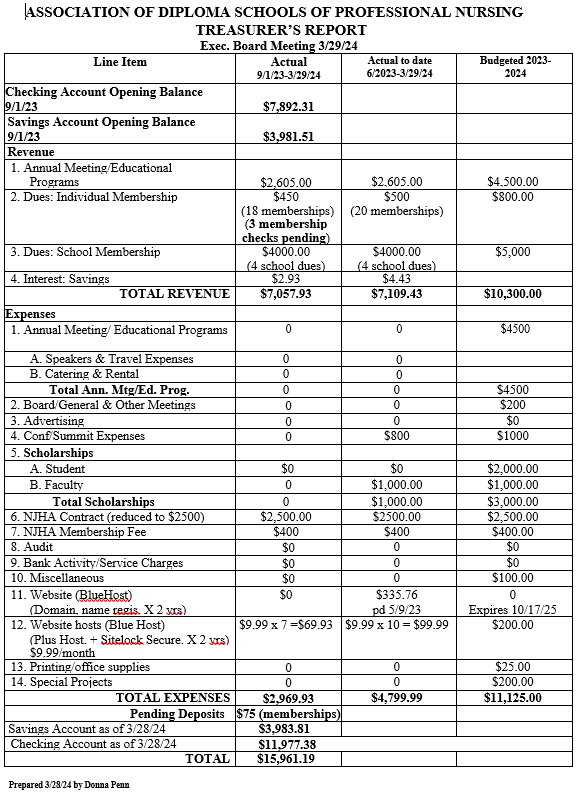 ASSOCIATION OF DIPLOMA SCHOOLS OF PROFESSIONAL NURSING
TREASURER'S REPORT
Exec. Board Meeting 3/29/24
Line Item Actual Actual to date Budgeted 2023-
9/1/23-3/29/24 6/2023-3/29/24 2024
Checking Account Opening Balance
9/1/23 $7,892.31
Savings Account Opening Balance
9/1/23 $3,981.51
Revenue
1. Annual Meeting/Educational
Programs $2,605.00 $2,605.00 $4,500.00
2. Dues: Individual Membership $450 $500 $800.00
(18 memberships) (20 memberships)
(3 membership
checks pending)
3. Dues: School Membership $4000.00 $4000.00 $5,000
(4 school dues) (4 school dues)
4. Interest: Savings $2.93 $4.43
TOTAL REVENUE $7,057.93 $7,109.43 $10,300.00
Expenses
1. Annual Meeting/ Educational Programs 0 0 $4500
A. Speakers & Travel Expenses 0 0
B. Catering & Rental 0 0
Total Ann. Mtg/Ed. Prog. 0 0 $4500
2. Board/General & Other Meetings 0 0 $200
3. Advertising 0 0 $0
4. Conf/Summit Expenses 0 $800 $1000
5. Scholarships
A. Student $0 $0 $2,000.00
B. Faculty 0 $1,000.00 $1,000.00
Total Scholarships 0 $1,000.00 $3,000.00
6. NJHA Contract (reduced to $2500) $2,500.00 $2500.00 $2,500.00
7. NJHA Membership Fee $400 $400 $400.00
8. Audit $0 0 $0
9. Bank Activity/Service Charges $0 0 $0
10. Miscellaneous $0 0 $100.00
11. Website (BlueHost) $0 $335.76 0
(Domain, name regis. X 2 yrs) pd 5/9/23 Expires 10/17/25
12. Website hosts (Blue Host) $9.99 x 7 =$69.93 $9.99 x 10 = $99.99 $200.00
(Plus Host. + Sitelock Secure. X 2 yrs)
$9.99/month
13. Printing/office supplies 0 0 $25.00
14. Special Projects 0 0 $200.00
TOTAL EXPENSES $2,969.93 $4,799.99 $11,125.00
Pending Deposits $75 (memberships)
Savings Account as of 3/28/24 $3,983.81
Checking Account as of 3/28/24 $11,977.38
TOTAL $15,961.19
Prepared 3/28/24 by Donna Penn